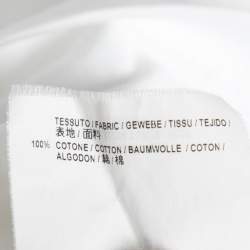 TESSUTO / FABRIC / GEWEBE / TISSU / TEJIDO /
表地 / 面料
100% COTONE / COTTON / BAUMWOLLE / COTON /
ALGODON / 綿 / 棉